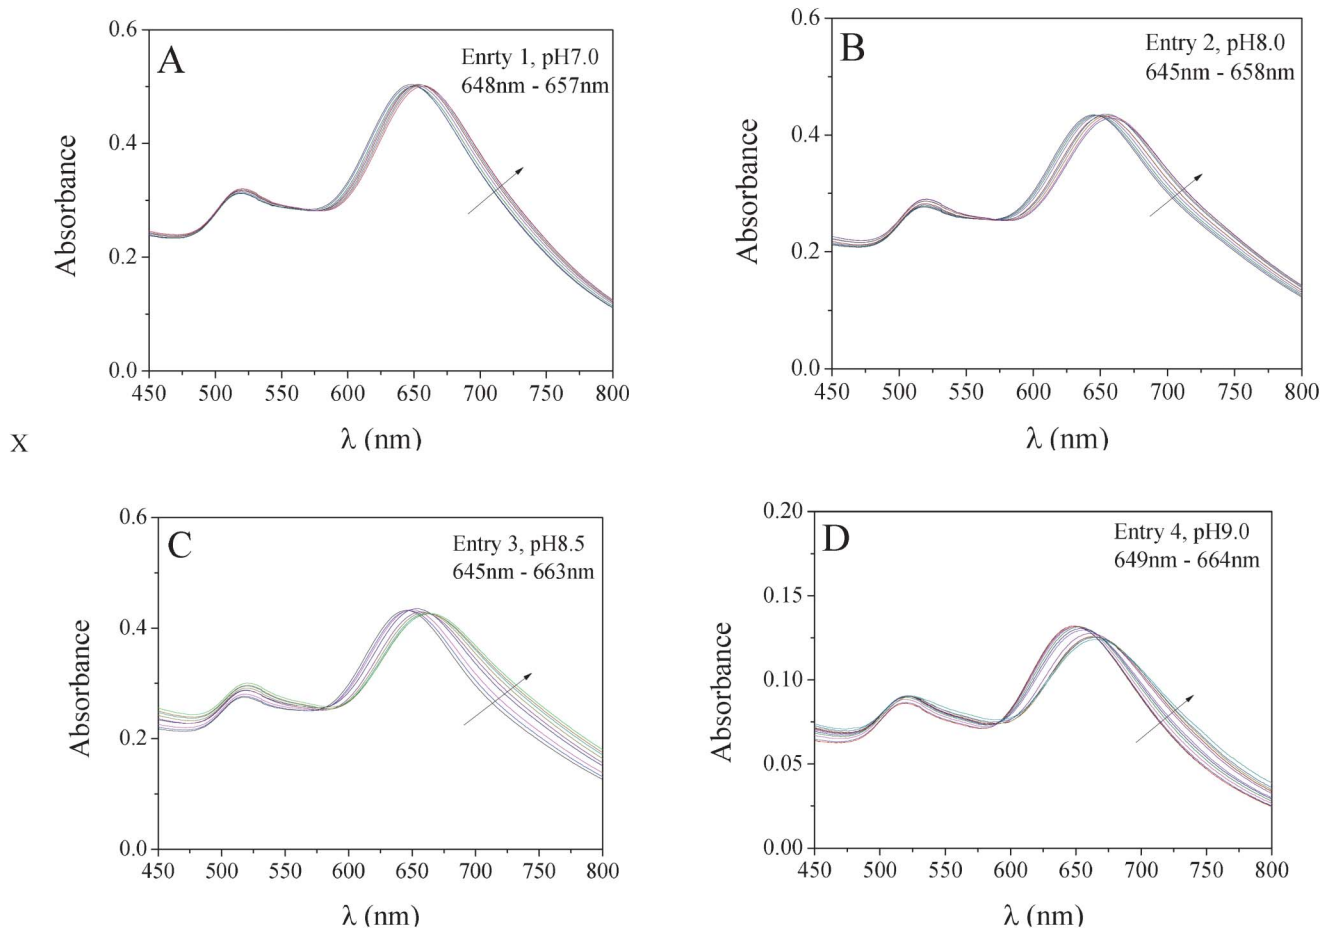 A
Enrty 1, pH7.0
648nm - 657nm
Absorbance
0.6
0.4
0.2
0.0
450 500 550 600 650 700 750 800
λ (nm)
B
Entry 2, pH8.0
645nm - 658nm
Absorbance
0.6
0.4
0.2
0.0
450 500 550 600 650 700 750 800
λ (nm)
X
C
Entry 3, pH8.5
645nm - 663nm
Absorbance
0.6
0.4
0.2
0.0
450 500 550 600 650 700 750 800
λ (nm)
D
Entry 4, pH9.0
649nm - 664nm
Absorbance
0.20
0.15
0.10
0.05
0.00
450 500 550 600 650 700 750 800
λ (nm)